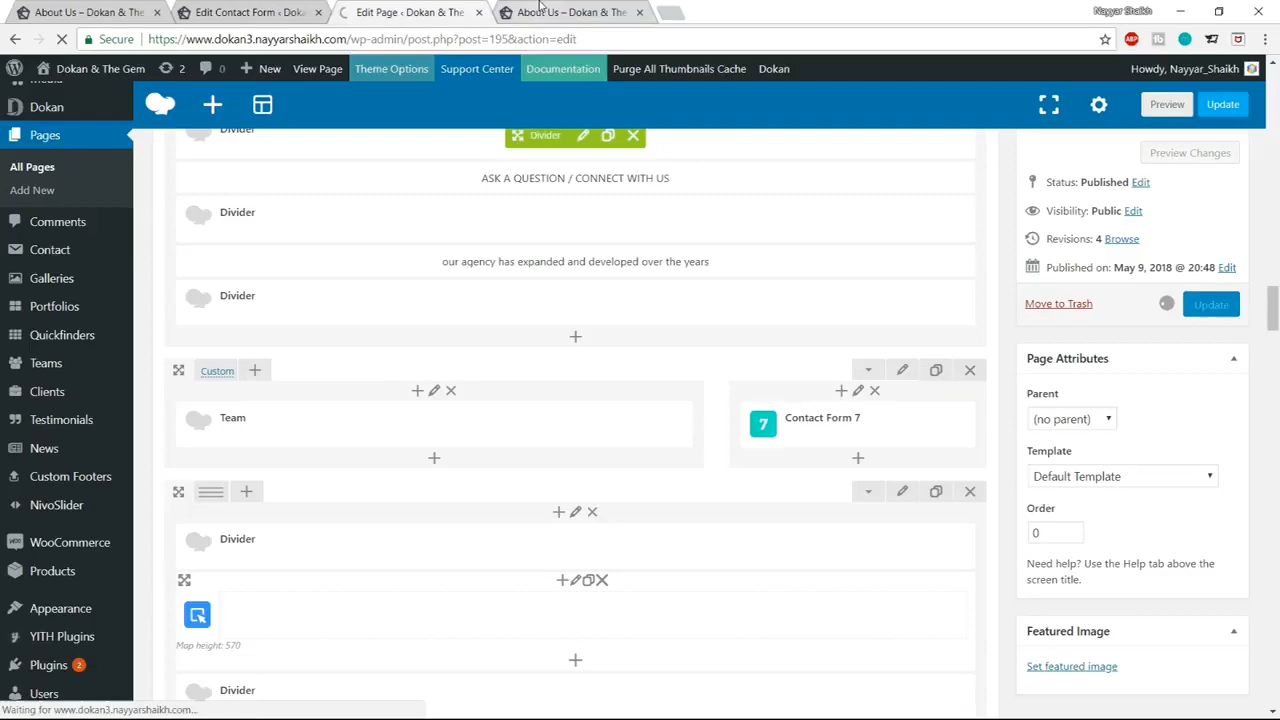 About Us – Dokan & The
Edit Contact Form ‹ Doka
Edit Page ‹ Dokan & The
About Us – Dokan & The
Nayyar Shaikh
Secure
https://www.dokan3.nayyarshaikh.com/wp-admin/post.php?post=195&action=edit
ABP
Dokan & The Gem
2
0
New
View Page
Theme Options
Support Center
Documentation
Purge All Thumbnails Cache
Dokan
Howdy, Nayyar_Shaikh
Media
Dokan
Pages
All Pages
Add New
Comments
Contact
Galleries
Portfolios
Quickfinders
Teams
Clients
Testimonials
News
Custom Footers
NivoSlider
WooCommerce
Products
Appearance
YITH Plugins
Plugins 2
Users
Preview
Update
Divider
Divider
ASK A QUESTION / CONNECT WITH US
Divider
our agency has expanded and developed over the years
Divider
Custom
Team
7
Contact Form 7
Divider
Map height: 570
Divider
Preview Changes
Status: Published Edit
Visibility: Public Edit
Revisions: 4 Browse
Published on: May 9, 2018 @ 20:48 Edit
Move to Trash
Update
Page Attributes
Parent
(no parent)
Template
Default Template
Order
0
Need help? Use the Help tab above the
screen title.
Featured Image
Set featured image
Waiting for www.dokan3.nayyarshaikh.com...